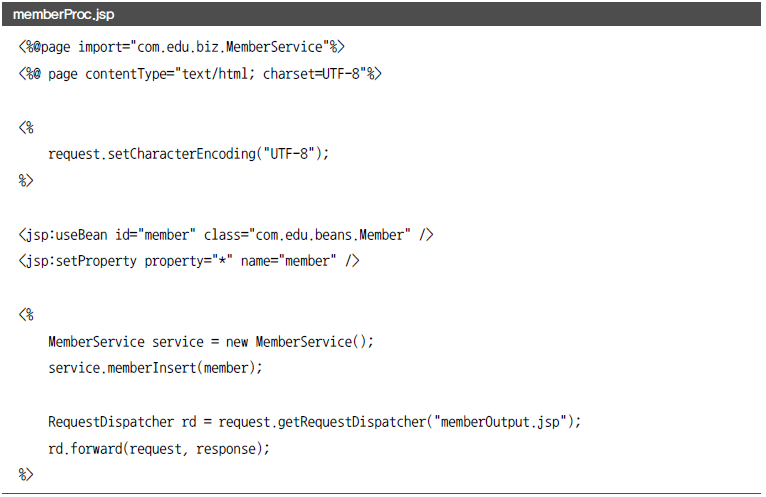 memberProc.jsp
<%@page import="com.edu.biz.MemberService"%>
<%@ page contentType="text/html; charset=UTF-8"%>
<%
request.setCharacterEncoding("UTF-8");
%>
<jsp:useBean id="member" class="com.edu.beans.Member" />
<jsp:setProperty property="*" name="member" />
<%
MemberService service = new MemberService();
service.memberInsert(member);
RequestDispatcher rd = request.getRequestDispatcher("memberOutput.jsp");
rd.forward(request, response);
%>